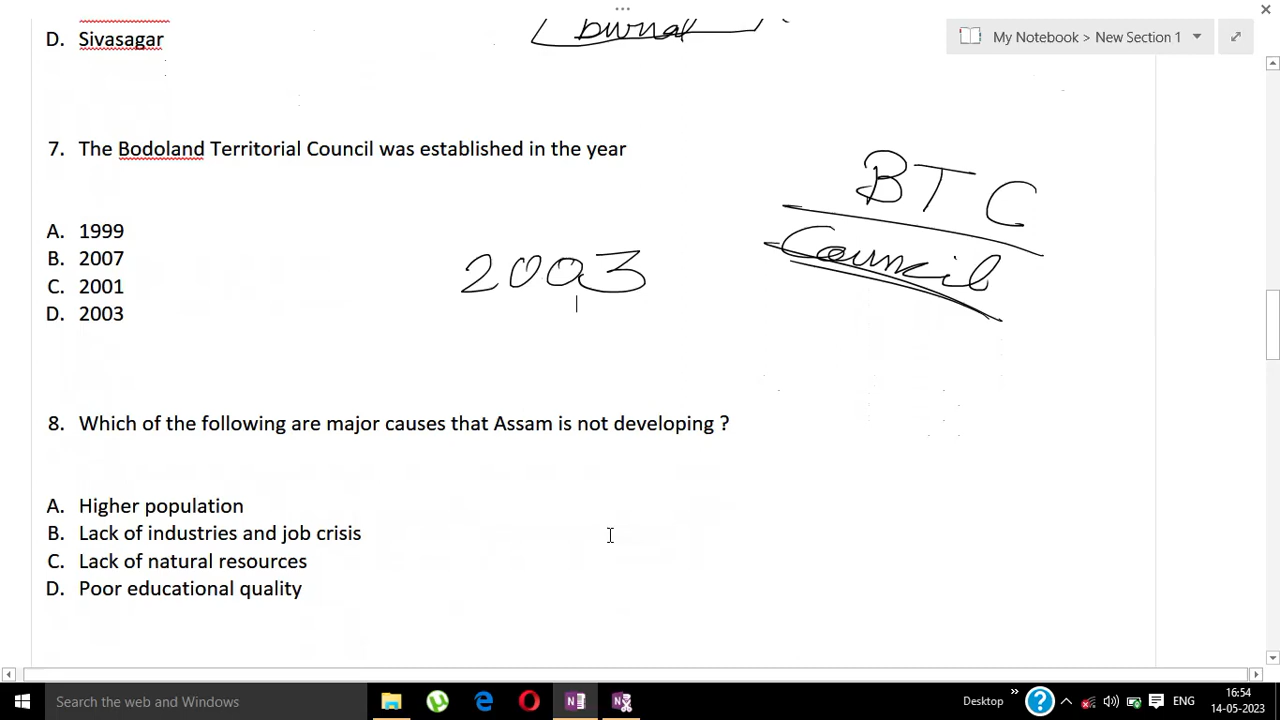 burnal
My Notebook > New Section 1
D. Sivasagar
7. The Bodoland Territorial Council was established in the year
BTC
Council
A. 1999
B. 2007
C. 2001
D. 2003
2003
8. Which of the following are major causes that Assam is not developing ?
A. Higher population
B. Lack of industries and job crisis
C. Lack of natural resources
D. Poor educational quality
Search the web and Windows
Desktop
ENG
16:54
14-05-2023